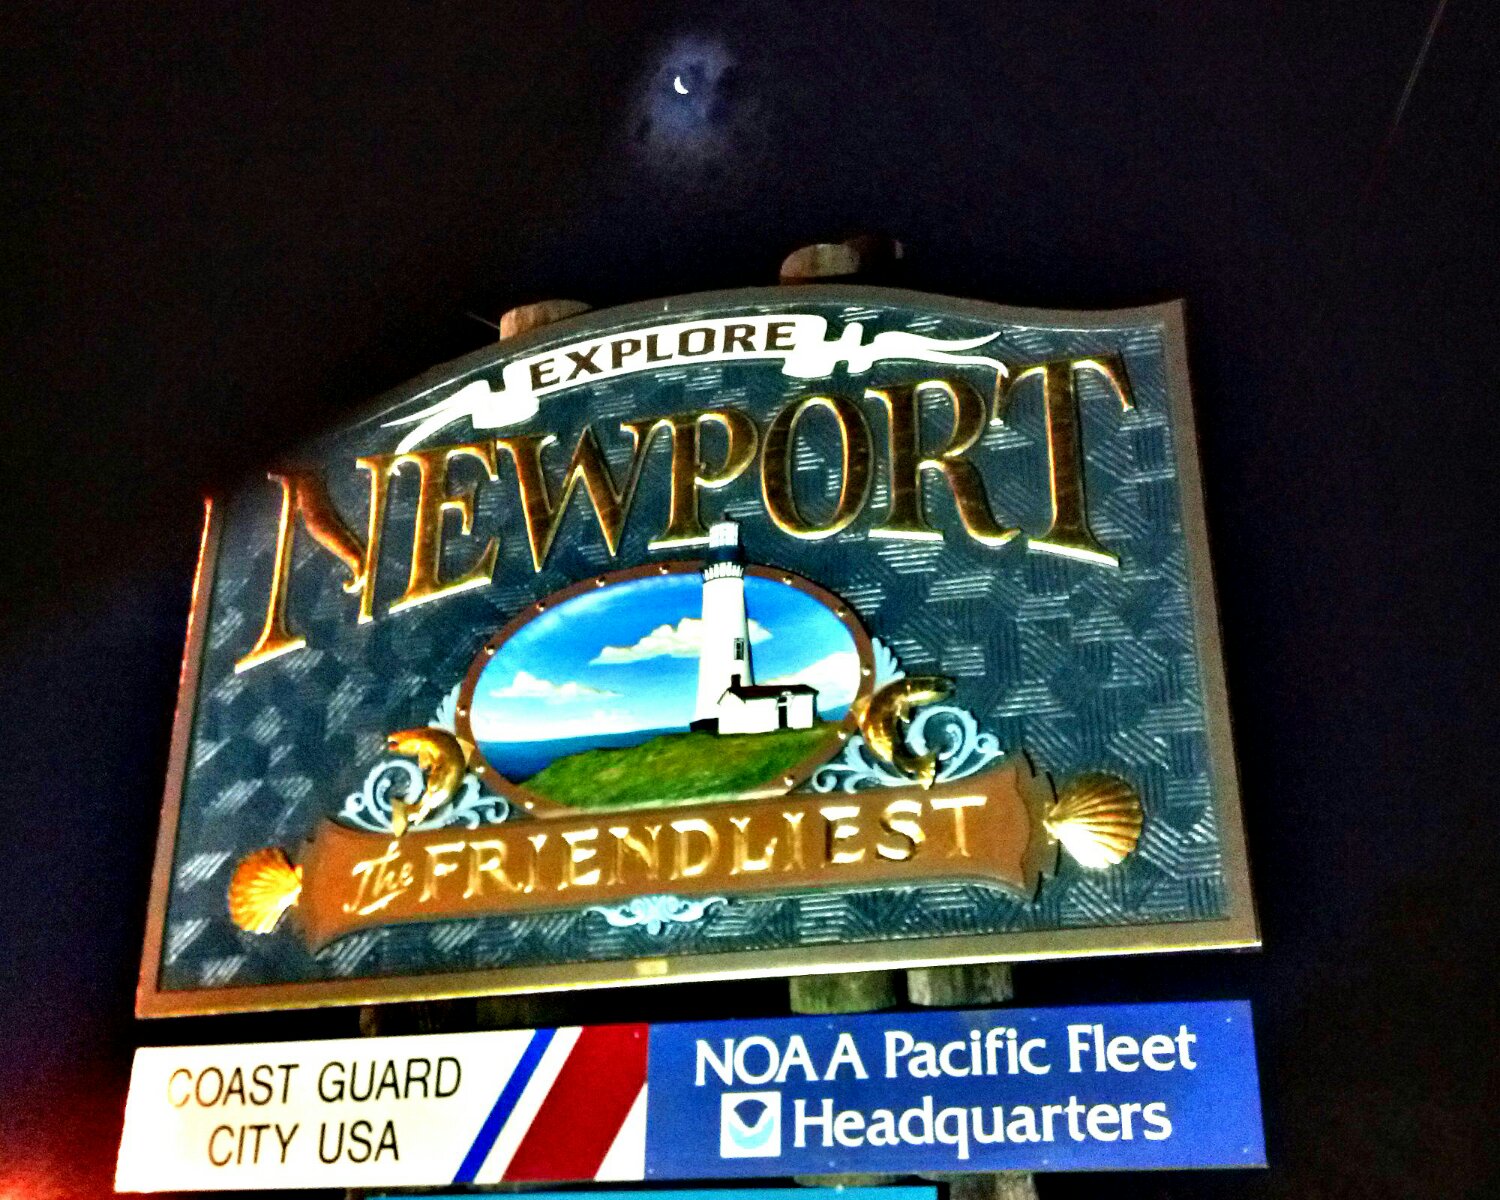 EXPLORE
NEWPORT
The FRIENDLIEST
COAST GUARD
CITY USA
NOAA Pacific Fleet
Headquarters